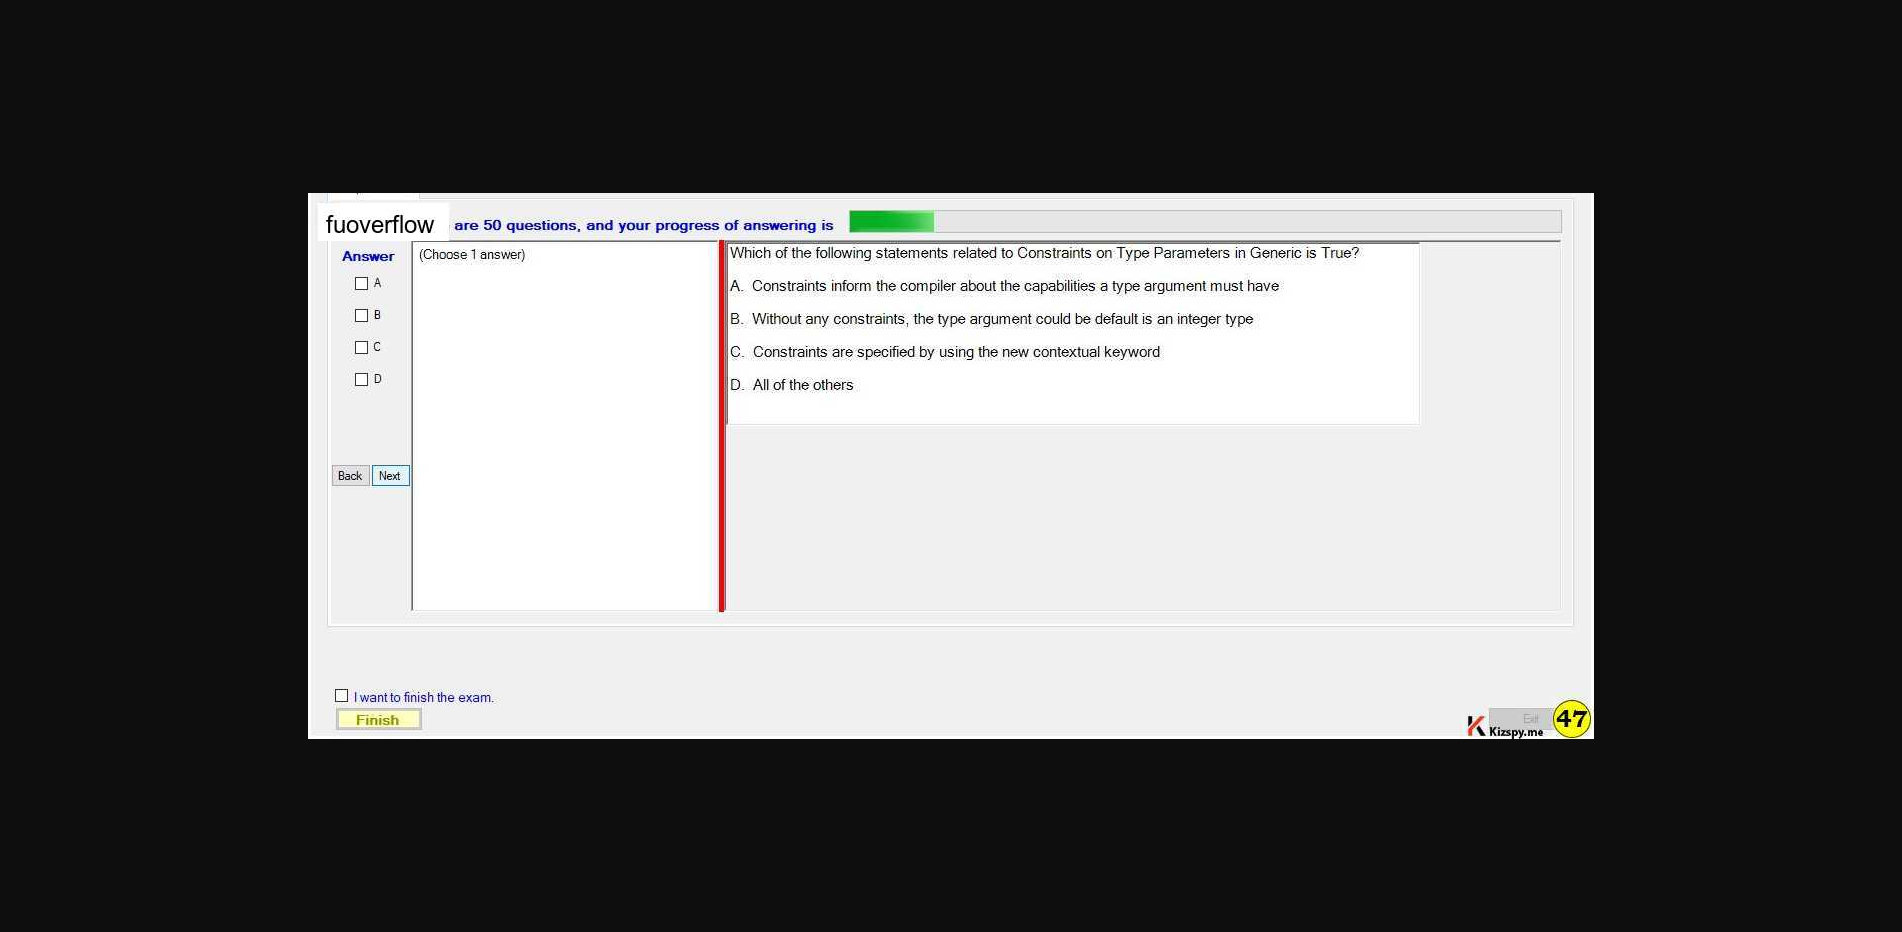 fuoverflow are 50 questions, and your progress of answering is
Answer
A
B
C
D
Back Next
(Choose 1 answer)
Which of the following statements related to Constraints on Type Parameters in Generic is True?
A. Constraints inform the compiler about the capabilities a type argument must have
B. Without any constraints, the type argument could be default is an integer type
C. Constraints are specified by using the new contextual keyword
D. All of the others
I want to finish the exam.
Finish
Exit
Kizspy.me
47